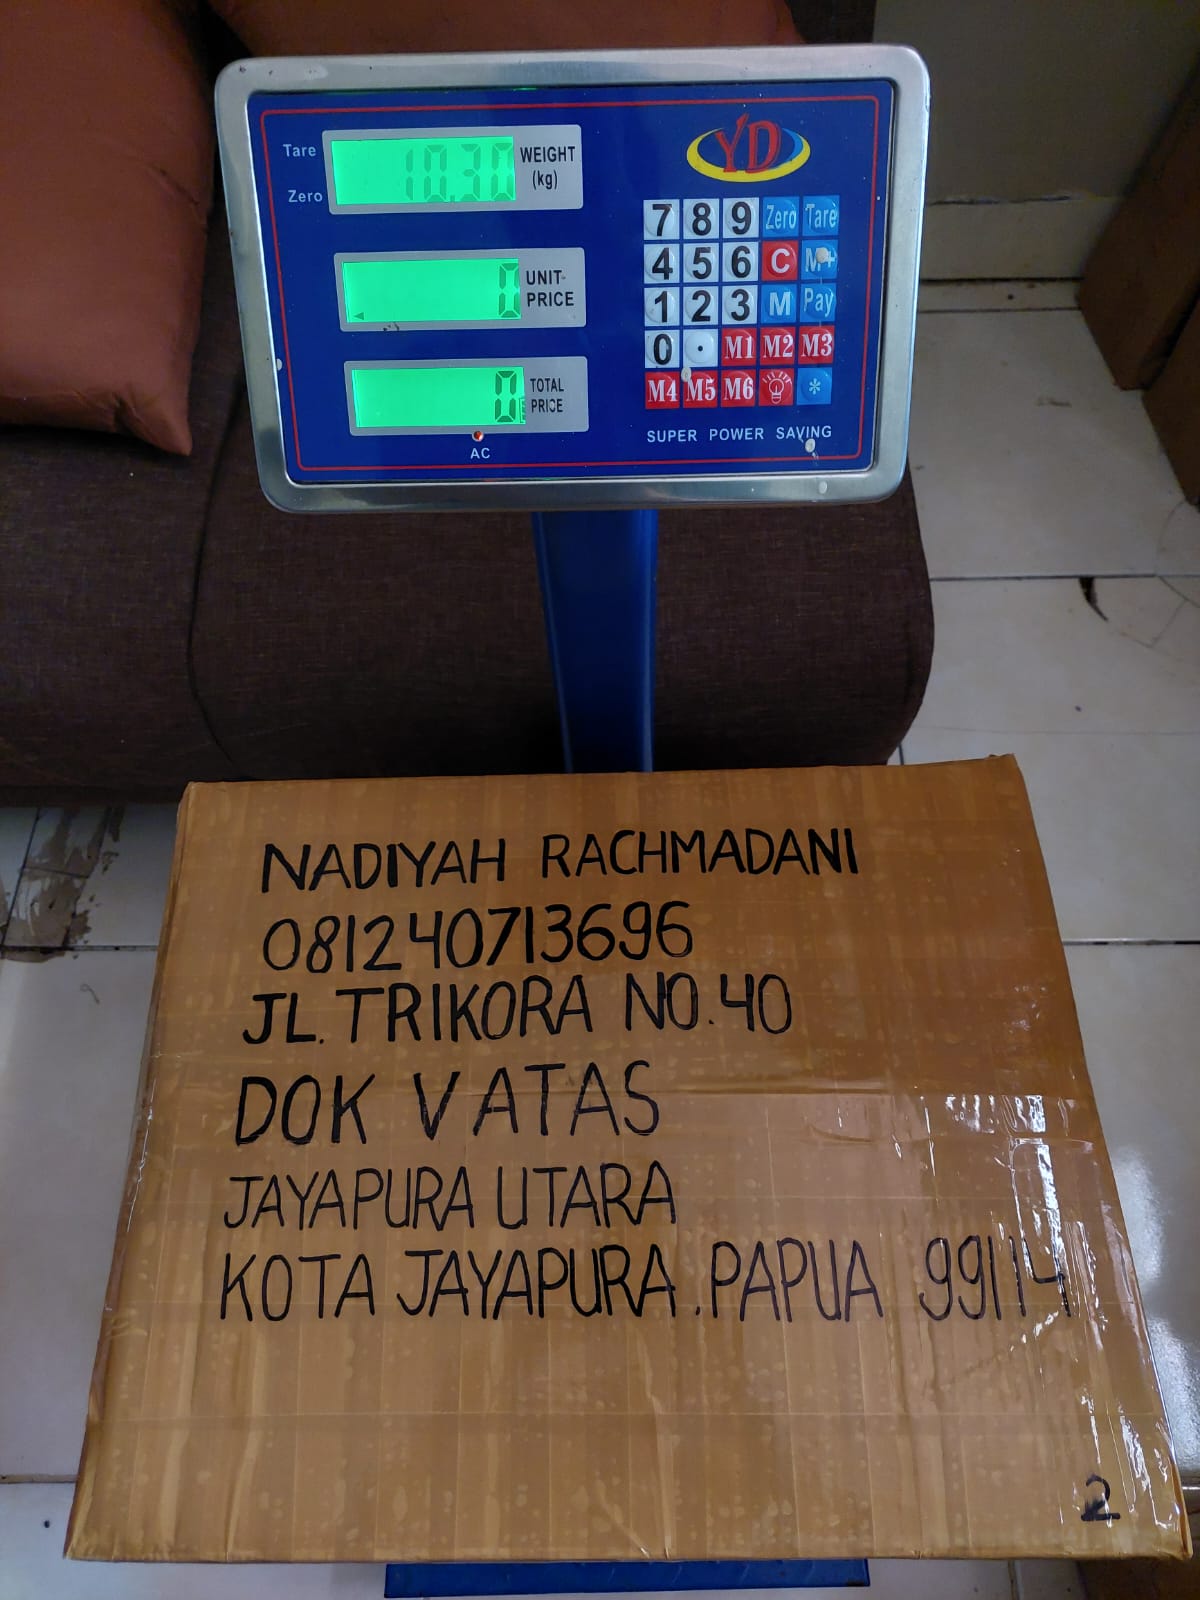 YD
Tare
Zero
10.30
WEIGHT
(kg)
0
UNIT
PRICE
0
TOTAL
PRICE
AC
7 8 9 Zero Tare
4 5 6 C M+
1 2 3 M Pay
0 . M1 M2 M3
M4 M5 M6 *
SUPER POWER SAVING
NADIYAH RACHMADANI
081240713696
JL. TRIKORA NO. 40
DOK V ATAS
JAYAPURA UTARA
KOTA JAYAPURA . PAPUA 99114
2